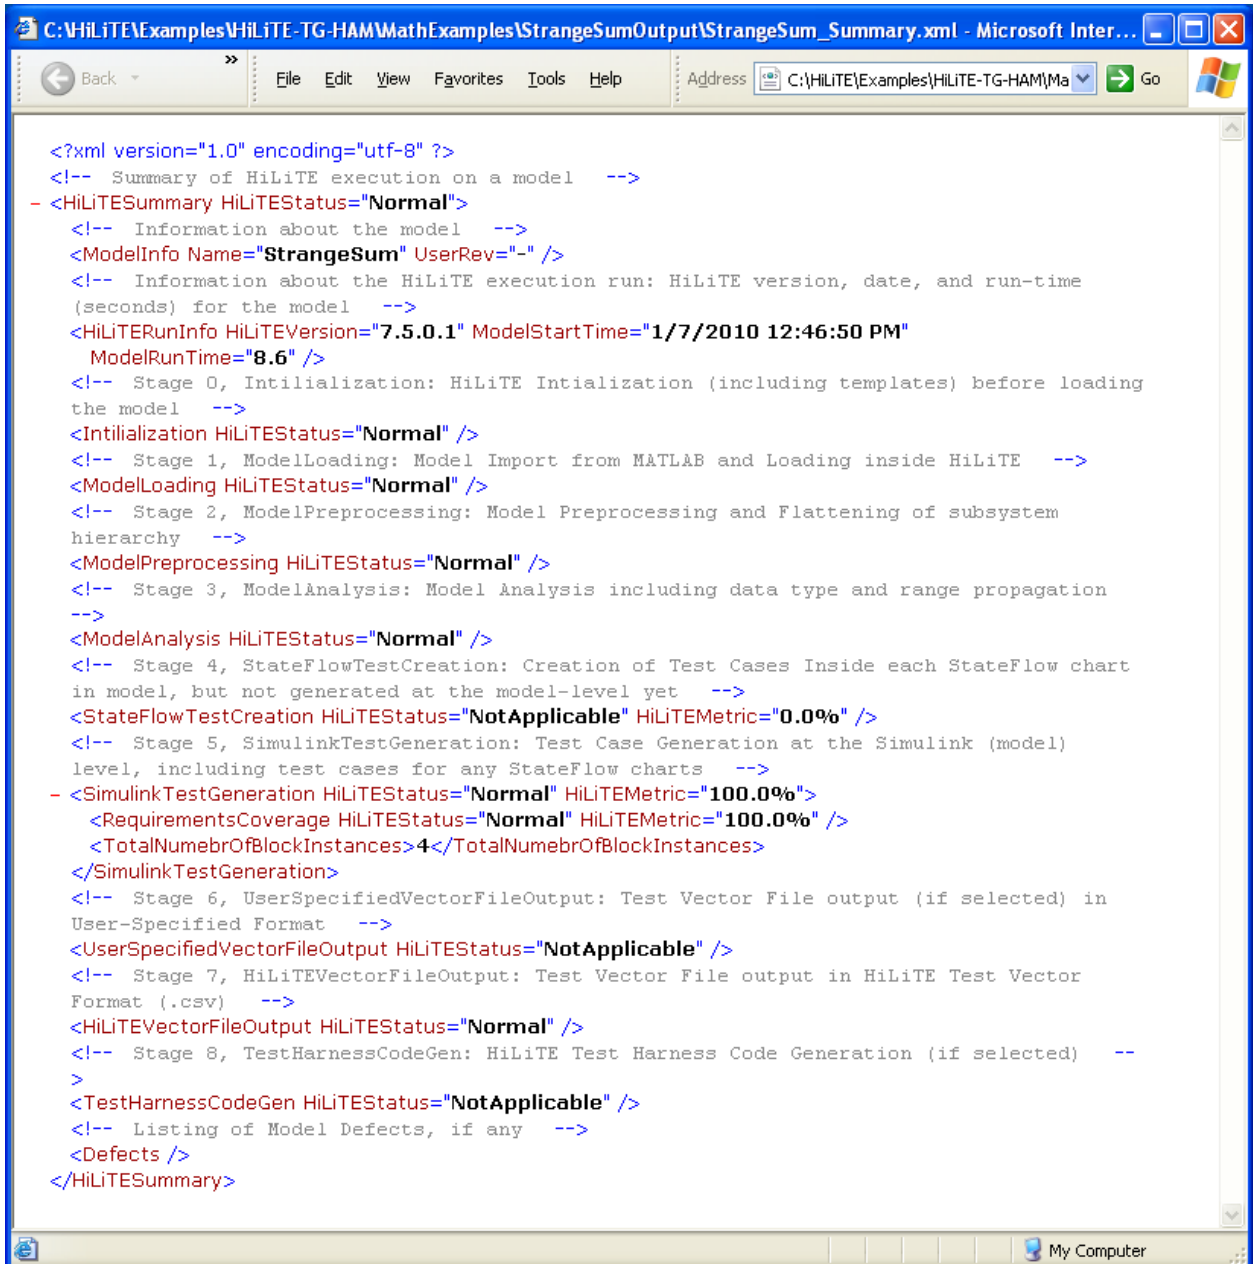 C:\HiLiTE\Examples\HiLiTE-TG-HAM\MathExamples\StrangeSumOutput\StrangeSum_Summary.xml - Microsoft Inter...
Back » File Edit View Favorites Tools Help Address C:\HiLiTE\Examples\HiLiTE-TG-HAM\Ma Go
<?xml version="1.0" encoding="utf-8" ?>
<!-- Summary of HiLiTE execution on a model -->
- <HiLiTESummary HiLiTEStatus="Normal">
<!-- Information about the model -->
<ModelInfo Name="StrangeSum" UserRev="-" />
<!-- Information about the HiLiTE execution run: HiLiTE version, date, and run-time
(seconds) for the model -->
<HiLiTERunInfo HiLiTEVersion="7.5.0.1" ModelStartTime="1/7/2010 12:46:50 PM"
ModelRunTime="8.6" />
<!-- Stage 0, Intilialization: HiLiTE Intialization (including templates) before loading
the model -->
<Intilialization HiLiTEStatus="Normal" />
<!-- Stage 1, ModelLoading: Model Import from MATLAB and Loading inside HiLiTE -->
<ModelLoading HiLiTEStatus="Normal" />
<!-- Stage 2, ModelPreprocessing: Model Preprocessing and Flattening of subsystem
hierarchy -->
<ModelPreprocessing HiLiTEStatus="Normal" />
<!-- Stage 3, ModelAnalysis: Model Analysis including data type and range propagation
-->
<ModelAnalysis HiLiTEStatus="Normal" />
<!-- Stage 4, StateFlowTestCreation: Creation of Test Cases Inside each StateFlow chart
in model, but not generated at the model-level yet -->
<StateFlowTestCreation HiLiTEStatus="NotApplicable" HiLiTEMetric="0.0%" />
<!-- Stage 5, SimulinkTestGeneration: Test Case Generation at the Simulink (model)
level, including test cases for any StateFlow charts -->
- <SimulinkTestGeneration HiLiTEStatus="Normal" HiLiTEMetric="100.0%">
<RequirementsCoverage HiLiTEStatus="Normal" HiLiTEMetric="100.0%" />
<TotalNumebrOfBlockInstances>4</TotalNumebrOfBlockInstances>
</SimulinkTestGeneration>
<!-- Stage 6, UserSpecifiedVectorFileOutput: Test Vector File output (if selected) in
User-Specified Format -->
<UserSpecifiedVectorFileOutput HiLiTEStatus="NotApplicable" />
<!-- Stage 7, HiLiTEVectorFileOutput: Test Vector File output in HiLiTE Test Vector
Format (.csv) -->
<HiLiTEVectorFileOutput HiLiTEStatus="Normal" />
<!-- Stage 8, TestHarnessCodeGen: HiLiTE Test Harness Code Generation (if selected) --
>
<TestHarnessCodeGen HiLiTEStatus="NotApplicable" />
<!-- Listing of Model Defects, if any -->
<Defects />
</HiLiTESummary>
My Computer